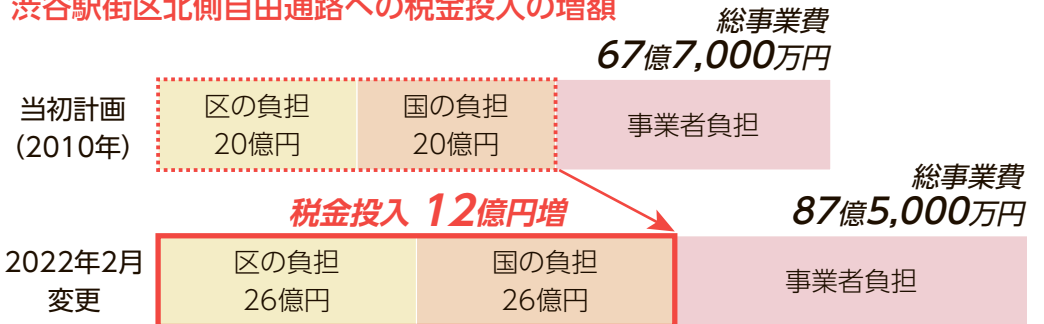 渋谷駅街区北側自由通路への税金投入の増額
総事業費
67億7,000万円
当初計画
(2010年)
区の負担
20億円
国の負担
20億円
事業者負担
総事業費
87億5,000万円
税金投入 12億円増
2022年2月
変更
区の負担
26億円
国の負担
26億円
事業者負担